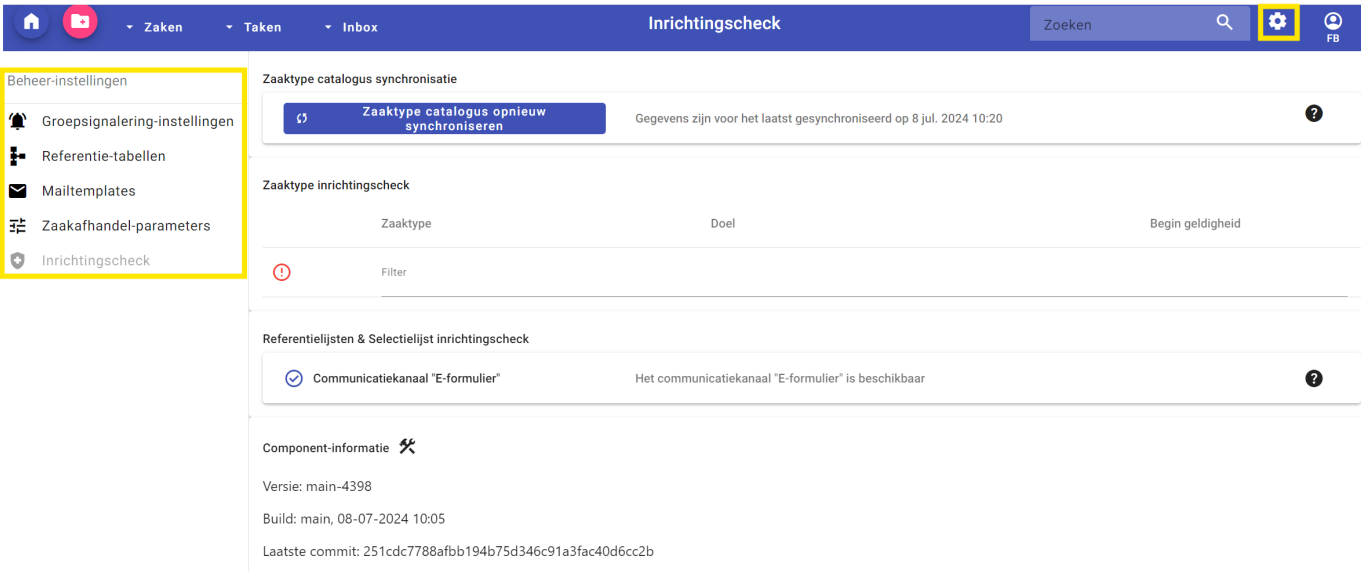 Zaken
Taken
Inbox
Inrichtingscheck
Zoeken
FB
Beheer-instellingen
Groepsignalering-instellingen
Referentie-tabellen
Mailtemplates
Zaakafhandel-parameters
Inrichtingscheck
Zaaktype catalogus synchronisatie
Zaaktype catalogus opnieuw
synchroniseren
Gegevens zijn voor het laatst gesynchroniseerd op 8 jul. 2024 10:20
Zaaktype inrichtingscheck
Zaaktype Doel Begin geldigheid
Filter
Referentielijsten & Selectielijst inrichtingscheck
Communicatiekanaal "E-formulier" Het communicatiekanaal "E-formulier" is beschikbaar
Component-informatie
Versie: main-4398
Build: main, 08-07-2024 10:05
Laatste commit: 251cdc7788afbb194b75d346c91a3fac40d6cc2b